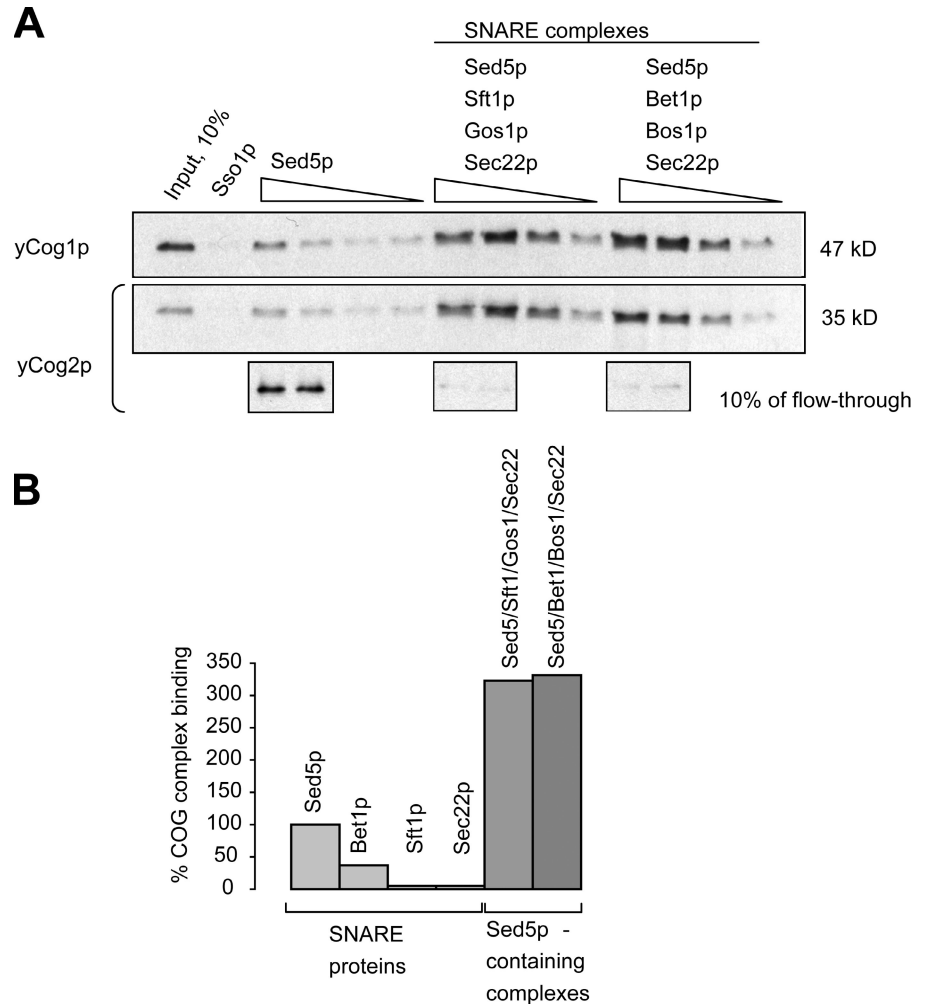 A
SNARE complexes
Sed5p
Sft1p
Gos1p
Sec22p
Sed5p
Bet1p
Bos1p
Sec22p
Input, 10%
Sso1p
Sed5p
yCog1p
47 kD
yCog2p
35 kD
10% of flow-through
B
% COG complex binding
350
300
250
200
150
100
50
0
Sed5p
Bet1p
Sft1p
Sec22p
Sed5/Sft1/Gos1/Sec22
Sed5/Bet1/Bos1/Sec22
SNARE
proteins
Sed5p -
containing
complexes